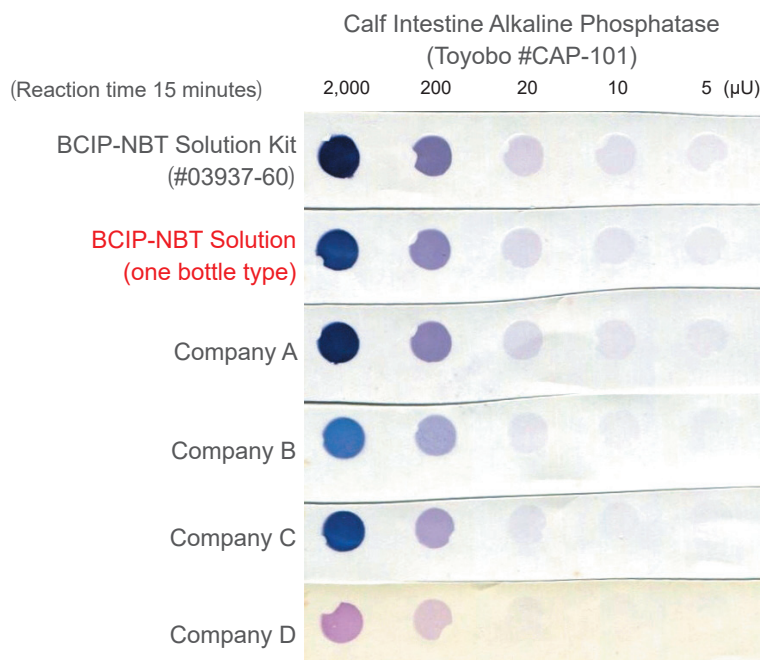 Calf Intestine Alkaline Phosphatase
(Toyobo #CAP-101)
(Reaction time 15 minutes) 2,000 200 20 10 5 (μU)
BCIP-NBT Solution Kit
(#03937-60)
BCIP-NBT Solution
(one bottle type)
Company A
Company B
Company C
Company D